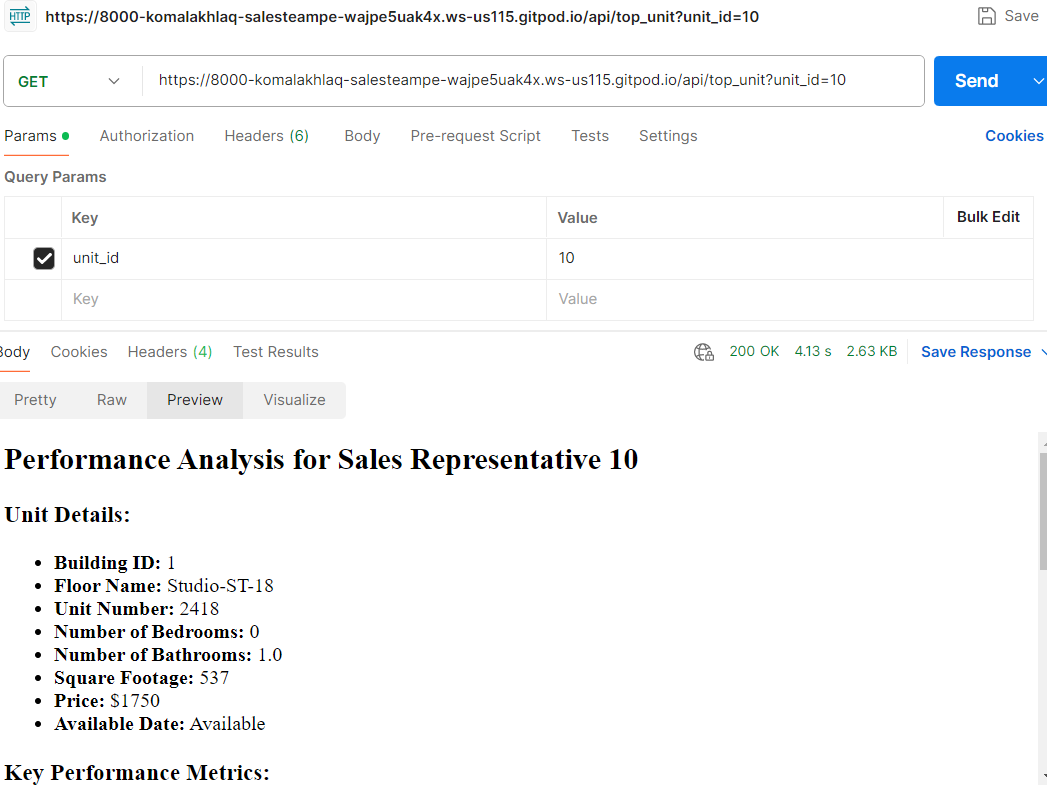 HTTP https://8000-komalakhlaq-salesteampe-wajpe5uak4x.ws-us115.gitpod.io/api/top_unit?unit_id=10 Save
GET https://8000-komalakhlaq-salesteampe-wajpe5uak4x.ws-us115.gitpod.io/api/top_unit?unit_id=10 Send
Params Authorization Headers (6) Body Pre-request Script Tests Settings Cookies
Query Params
Key Value Bulk Edit
unit_id 10
Key Value
Body Cookies Headers (4) Test Results 200 OK 4.13 s 2.63 KB Save Response
Pretty Raw Preview Visualize
Performance Analysis for Sales Representative 10
Unit Details:
• Building ID: 1
• Floor Name: Studio-ST-18
• Unit Number: 2418
• Number of Bedrooms: 0
• Number of Bathrooms: 1.0
• Square Footage: 537
• Price: $1750
• Available Date: Available
Key Performance Metrics: